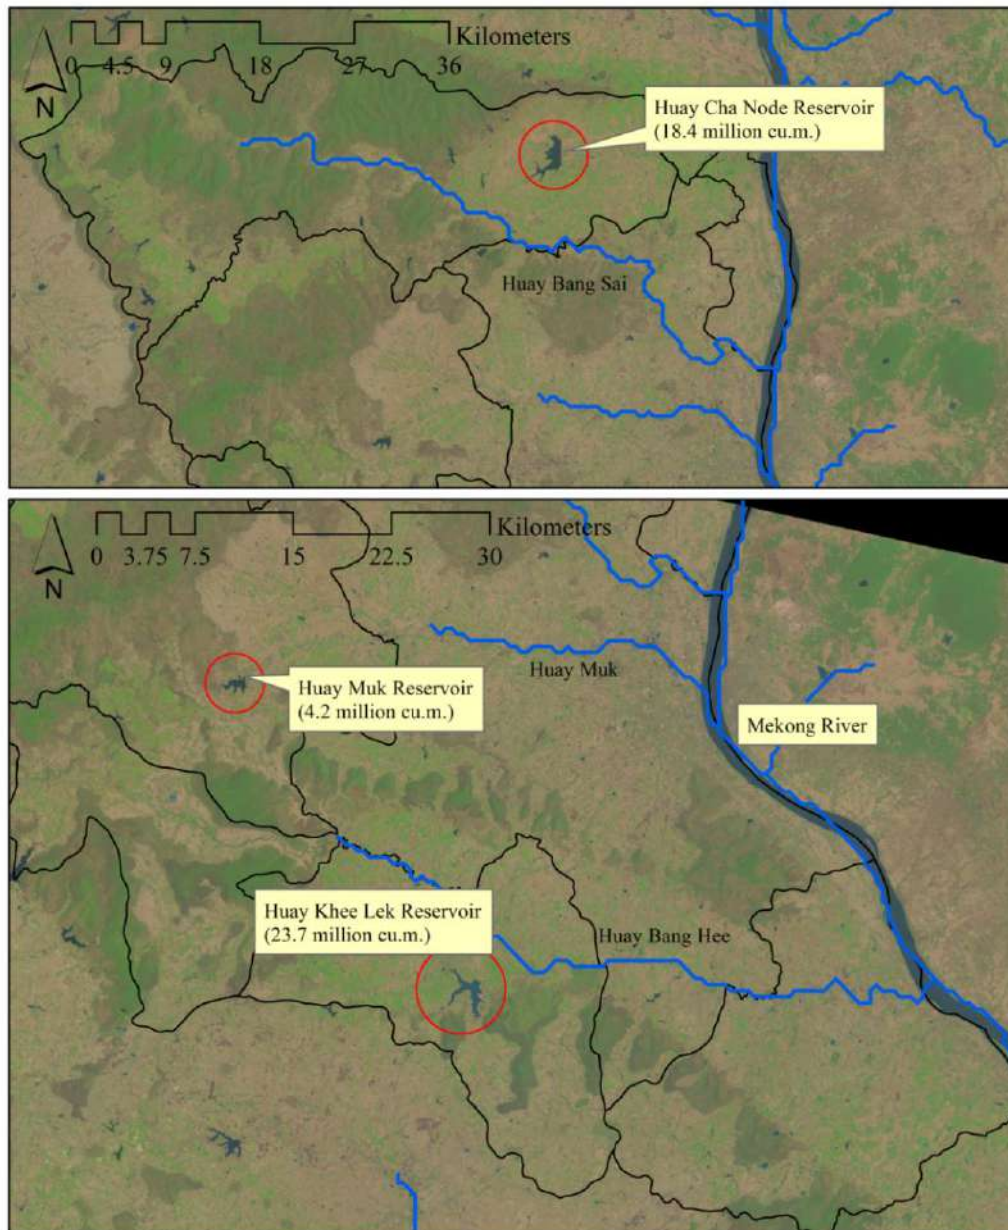 Kilometers
0 4.5 9 18 27 36
N
Huay Cha Node Reservoir
(18.4 million cu.m.)
Huay Bang Sai
Kilometers
0 3.75 7.5 15 22.5 30
N
Huay Muk
Huay Muk Reservoir
(4.2 million cu.m.)
Mekong River
Huay Khee Lek Reservoir
(23.7 million cu.m.)
Huay Bang Hee